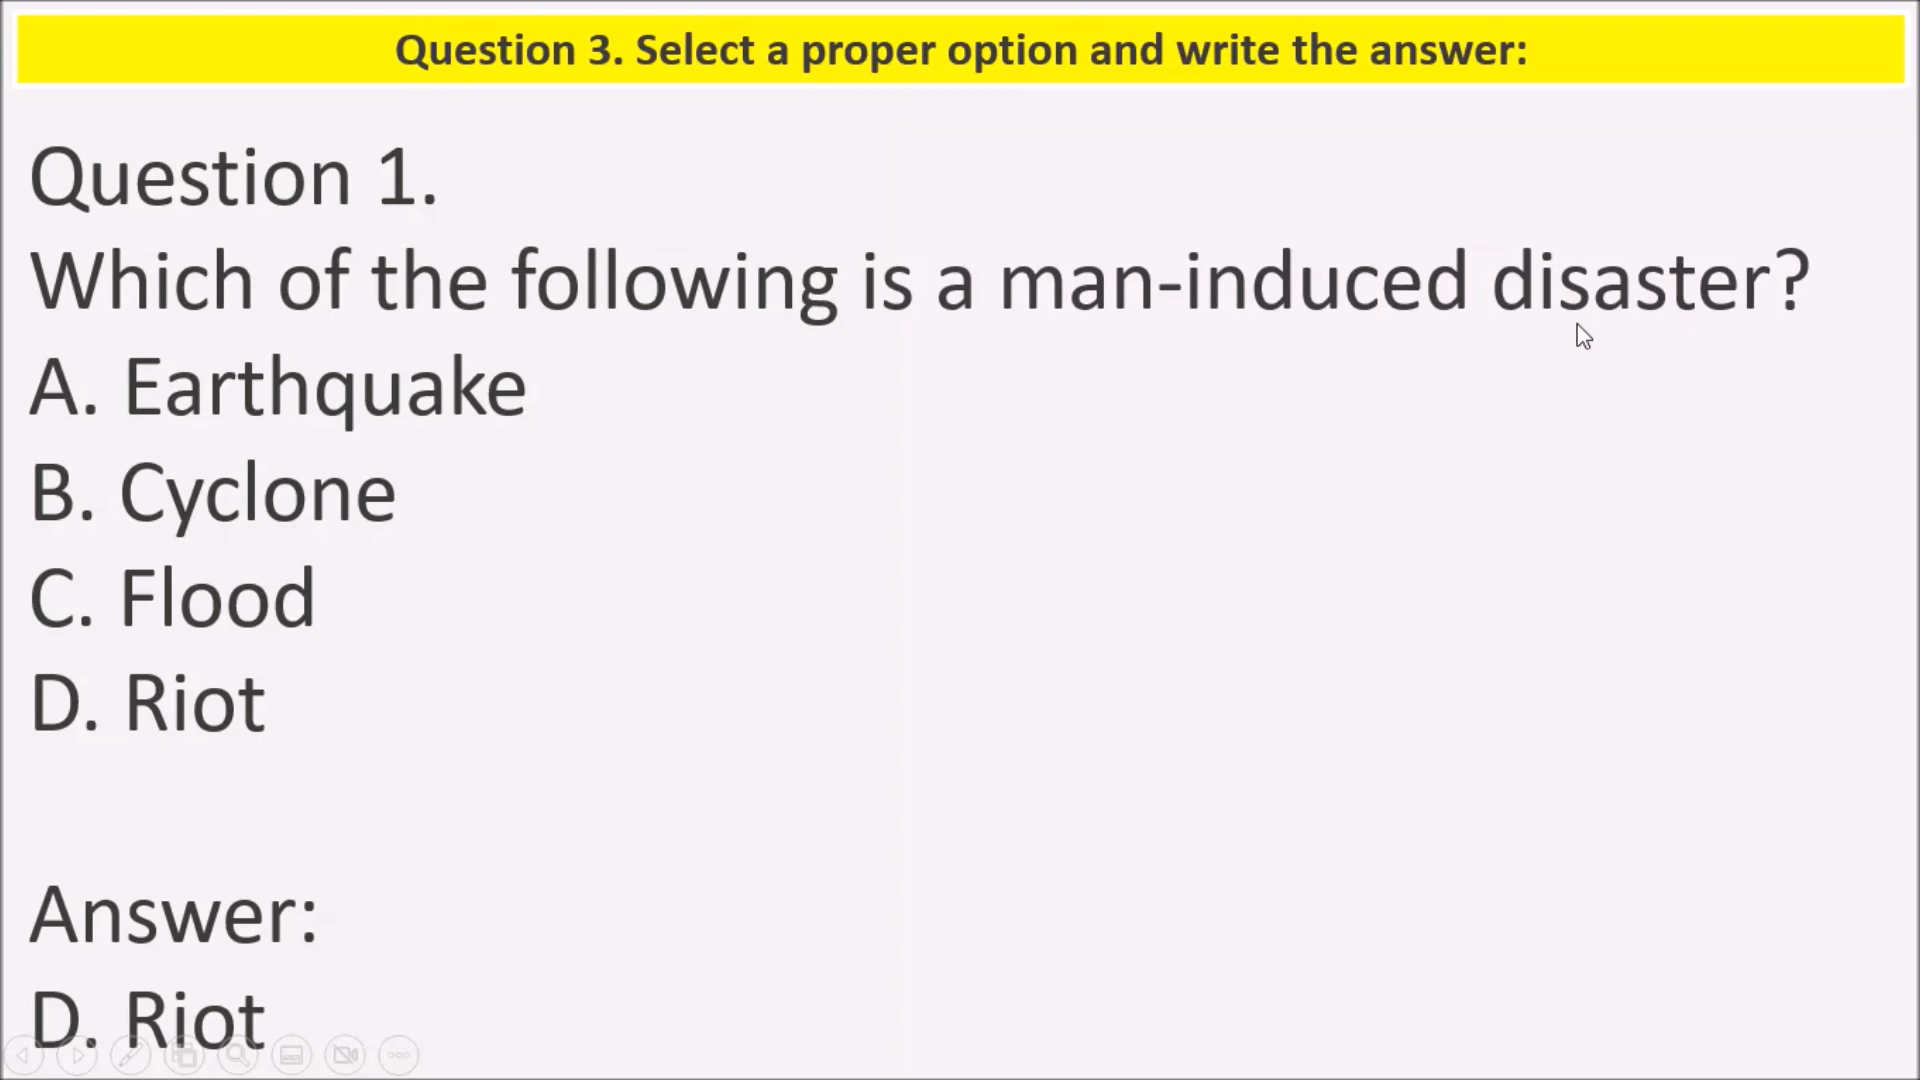 Question 3. Select a proper option and write the answer:
Question 1.
Which of the following is a man-induced disaster?
A. Earthquake
B. Cyclone
C. Flood
D. Riot
Answer:
D. Riot